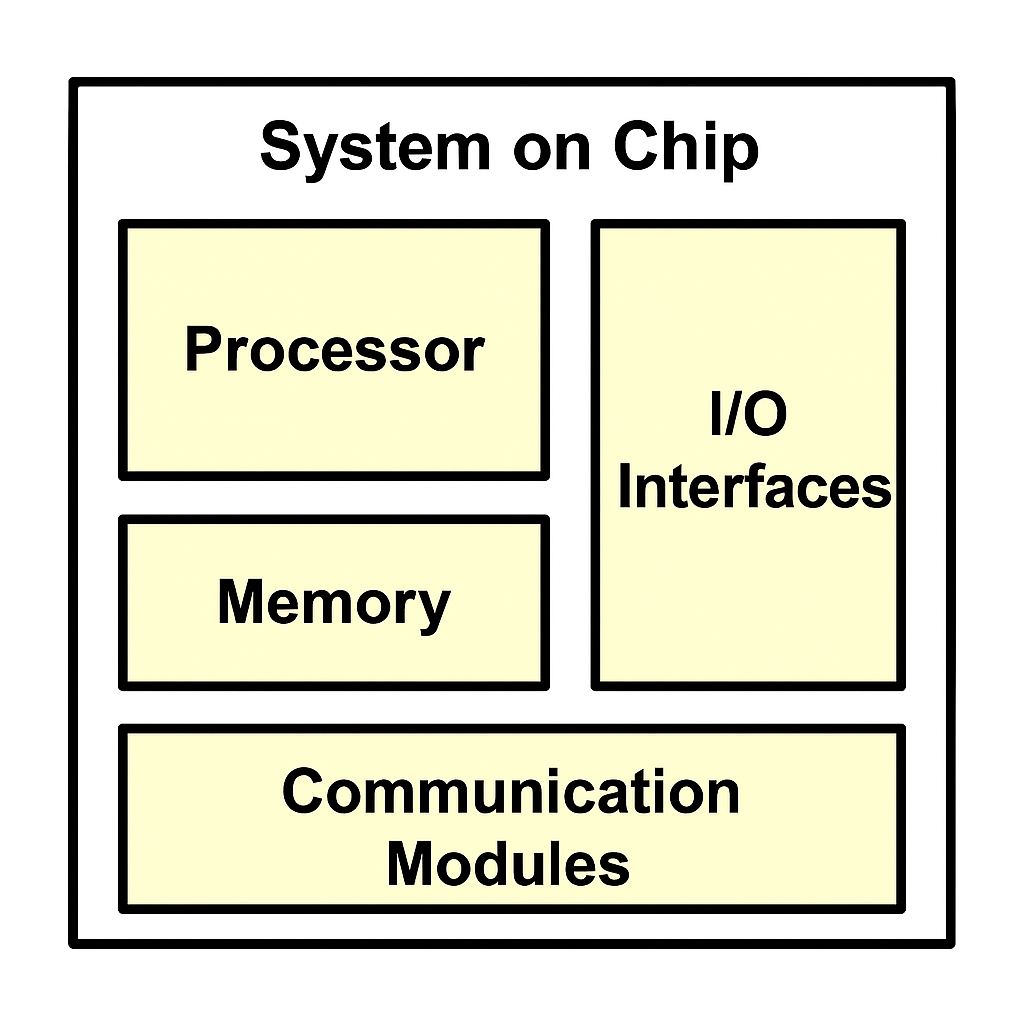 System on Chip
Processor
I/O
Interfaces
Memory
Communication
Modules